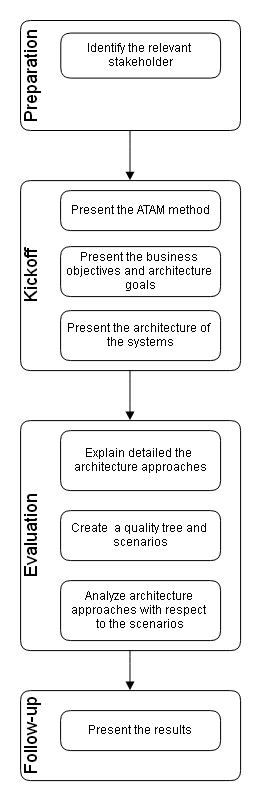 Preparation
Identify the relevant
stakeholder
Kickoff
Present the ATAM method
Present the business
objectives and architecture
goals
Present the architecture of
the systems
Evaluation
Explain detailed the
architecture approaches
Create a quality tree and
scenarios
Analyze architecture
approaches with respect
to the scenarios
Follow-up
Present the results